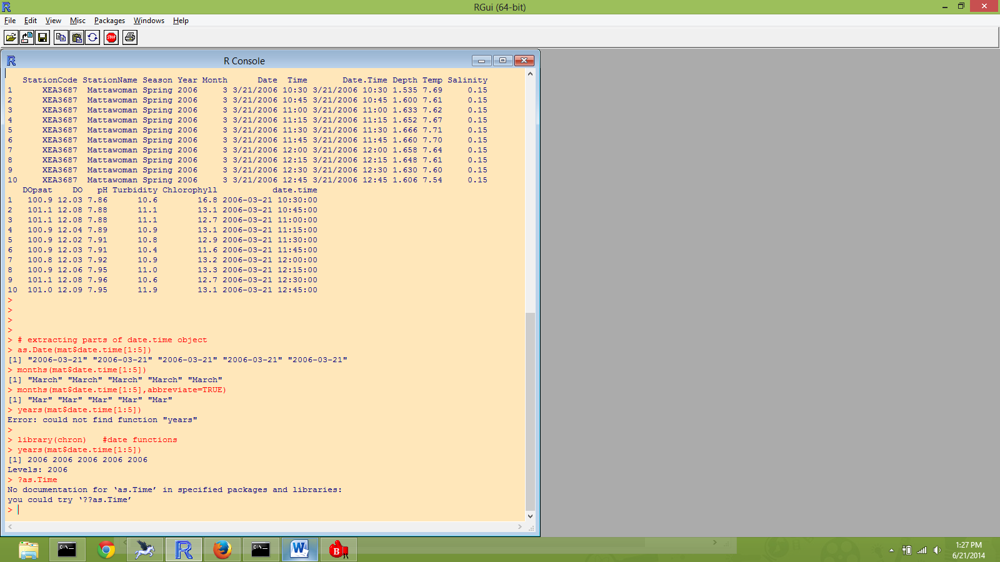 RGui (64-bit)
File Edit View Misc Packages Windows Help
STOP
R Console
   StationCode StationName Season Year Month      Date  Time       Date.Time Depth Temp Salinity
1      XEA3687  Mattawoman Spring 2006     3 3/21/2006 10:30 3/21/2006 10:30 1.535 7.69     0.15
2      XEA3687  Mattawoman Spring 2006     3 3/21/2006 10:45 3/21/2006 10:45 1.600 7.61     0.15
3      XEA3687  Mattawoman Spring 2006     3 3/21/2006 11:00 3/21/2006 11:00 1.633 7.62     0.15
4      XEA3687  Mattawoman Spring 2006     3 3/21/2006 11:15 3/21/2006 11:15 1.652 7.67     0.15
5      XEA3687  Mattawoman Spring 2006     3 3/21/2006 11:30 3/21/2006 11:30 1.666 7.71     0.15
6      XEA3687  Mattawoman Spring 2006     3 3/21/2006 11:45 3/21/2006 11:45 1.660 7.70     0.15
7      XEA3687  Mattawoman Spring 2006     3 3/21/2006 12:00 3/21/2006 12:00 1.658 7.64     0.15
8      XEA3687  Mattawoman Spring 2006     3 3/21/2006 12:15 3/21/2006 12:15 1.648 7.61     0.15
9      XEA3687  Mattawoman Spring 2006     3 3/21/2006 12:30 3/21/2006 12:30 1.630 7.60     0.15
10     XEA3687  Mattawoman Spring 2006     3 3/21/2006 12:45 3/21/2006 12:45 1.606 7.54     0.15
   DOpsat    DO   pH Turbidity Chlorophyll           date.time
1   100.9 12.03 7.86      10.6        16.8 2006-03-21 10:30:00
2   101.1 12.08 7.88      11.1        13.1 2006-03-21 10:45:00
3   101.1 12.08 7.88      11.1        12.7 2006-03-21 11:00:00
4   100.9 12.04 7.89      10.9        13.1 2006-03-21 11:15:00
5   100.9 12.02 7.91      10.8        12.9 2006-03-21 11:30:00
6   100.9 12.03 7.91      10.4        11.6 2006-03-21 11:45:00
7   100.8 12.03 7.92      10.9        13.2 2006-03-21 12:00:00
8   100.9 12.06 7.95      11.0        13.3 2006-03-21 12:15:00
9   101.1 12.08 7.96      10.6        12.7 2006-03-21 12:30:00
10  101.0 12.09 7.95      11.9        13.1 2006-03-21 12:45:00
>
>
>
>
> # extracting parts of date.time object
> as.Date(mat$date.time[1:5])
[1] "2006-03-21" "2006-03-21" "2006-03-21" "2006-03-21" "2006-03-21"
> months(mat$date.time[1:5])
[1] "March" "March" "March" "March" "March"
> months(mat$date.time[1:5],abbreviate=TRUE)
[1] "Mar" "Mar" "Mar" "Mar" "Mar"
> years(mat$date.time[1:5])
Error: could not find function "years"
>
> library(chron)   #date functions
> years(mat$date.time[1:5])
[1] 2006 2006 2006 2006 2006
Levels: 2006
> ?as.Time
No documentation for ‘as.Time’ in specified packages and libraries:
you could try ‘??as.Time’
>
1:27 PM
6/21/2014